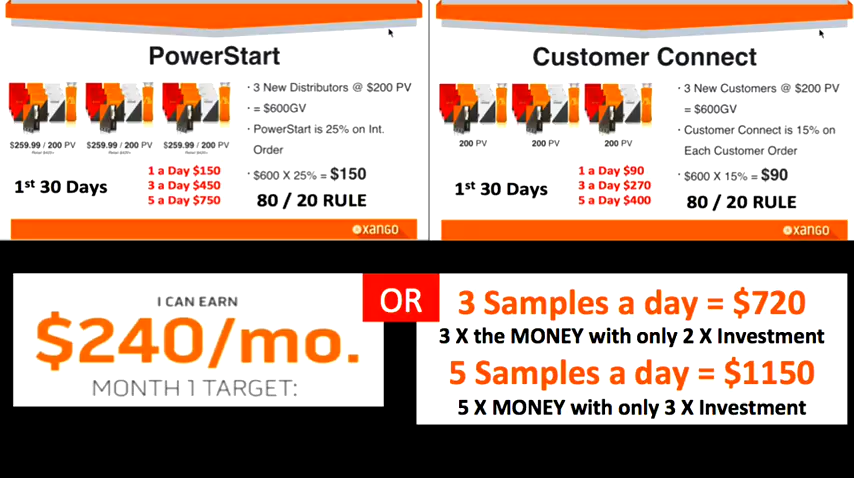 PowerStart
· 3 New Distributors @ $200 PV
· = $600GV
· PowerStart is 25% on Int. Order
· $600 X 25% = $150
$259.99 / 200 PV
$259.99 / 200 PV
$259.99 / 200 PV
1st 30 Days
1 a Day $150
3 a Day $450
5 a Day $750
80 / 20 RULE
XANGO
Customer Connect
· 3 New Customers @ $200 PV
= $600GV
· Customer Connect is 15% on
Each Customer Order
· $600 X 15% = $90
200 PV
200 PV
200 PV
1st 30 Days
1 a Day $90
3 a Day $270
5 a Day $400
80 / 20 RULE
XANGO
I CAN EARN
$240/mo.
MONTH 1 TARGET:
OR
3 Samples a day = $720
3 X the MONEY with only 2 X Investment
5 Samples a day = $1150
5 X MONEY with only 3 X Investment